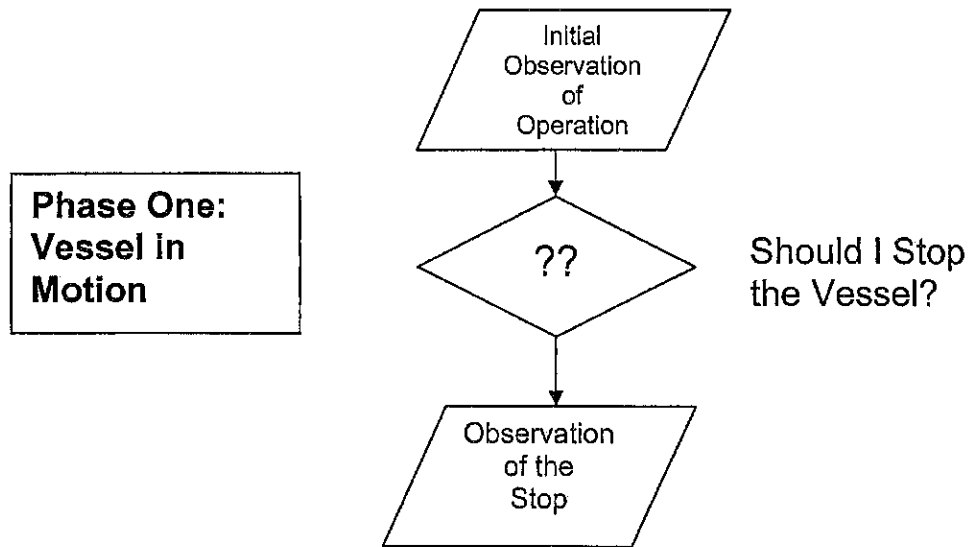 Initial
Observation
of
Operation
Phase One:
Vessel in
Motion
??
Should I Stop
the Vessel?
Observation
of the
Stop